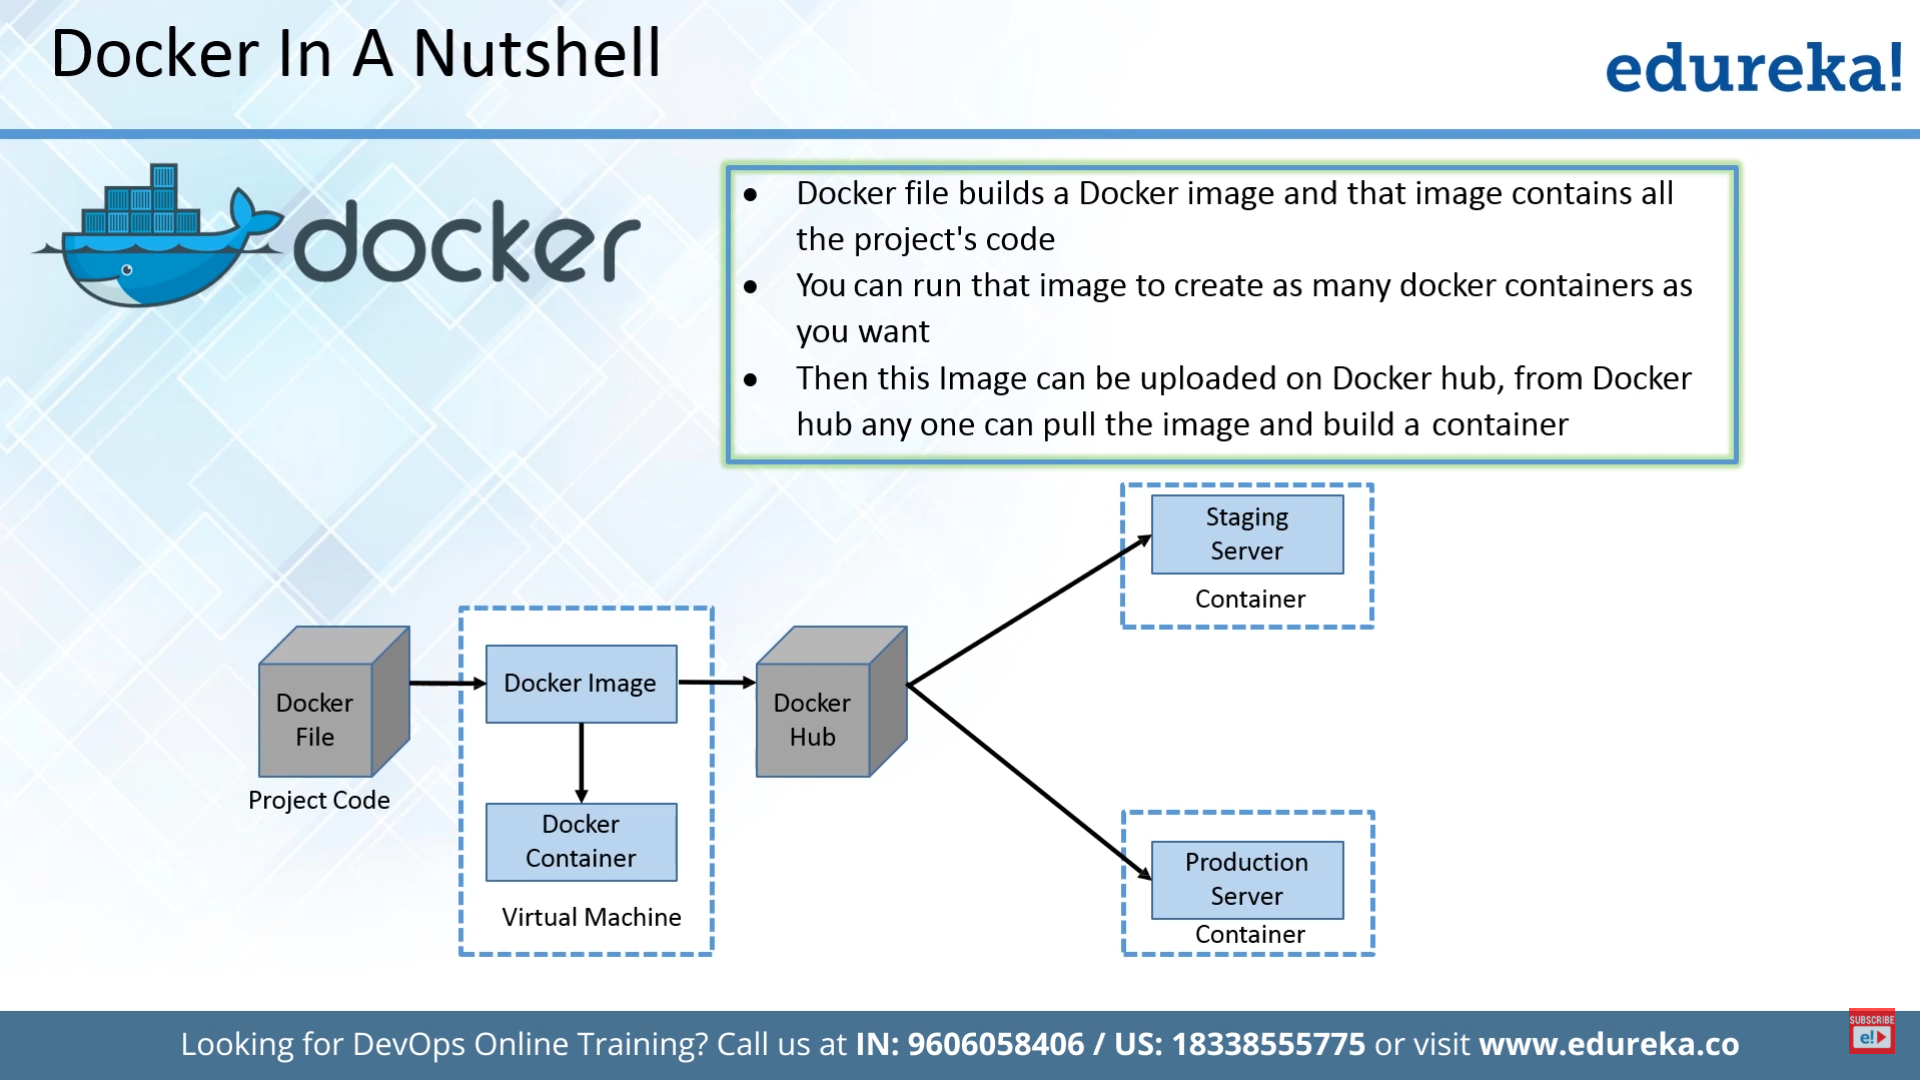 Docker In A Nutshell
edureka!
docker
• Docker file builds a Docker image and that image contains all
the project's code
• You can run that image to create as many docker containers as
you want
• Then this Image can be uploaded on Docker hub, from Docker
hub any one can pull the image and build a container
Staging
Server
Container
Docker
File
Project Code
Docker Image
Docker
Container
Virtual Machine
Docker
Hub
Production
Server
Container
Looking for DevOps Online Training? Call us at IN: 9606058406 / US: 18338555775 or visit www.edureka.co
SUBSCRIBE
e!